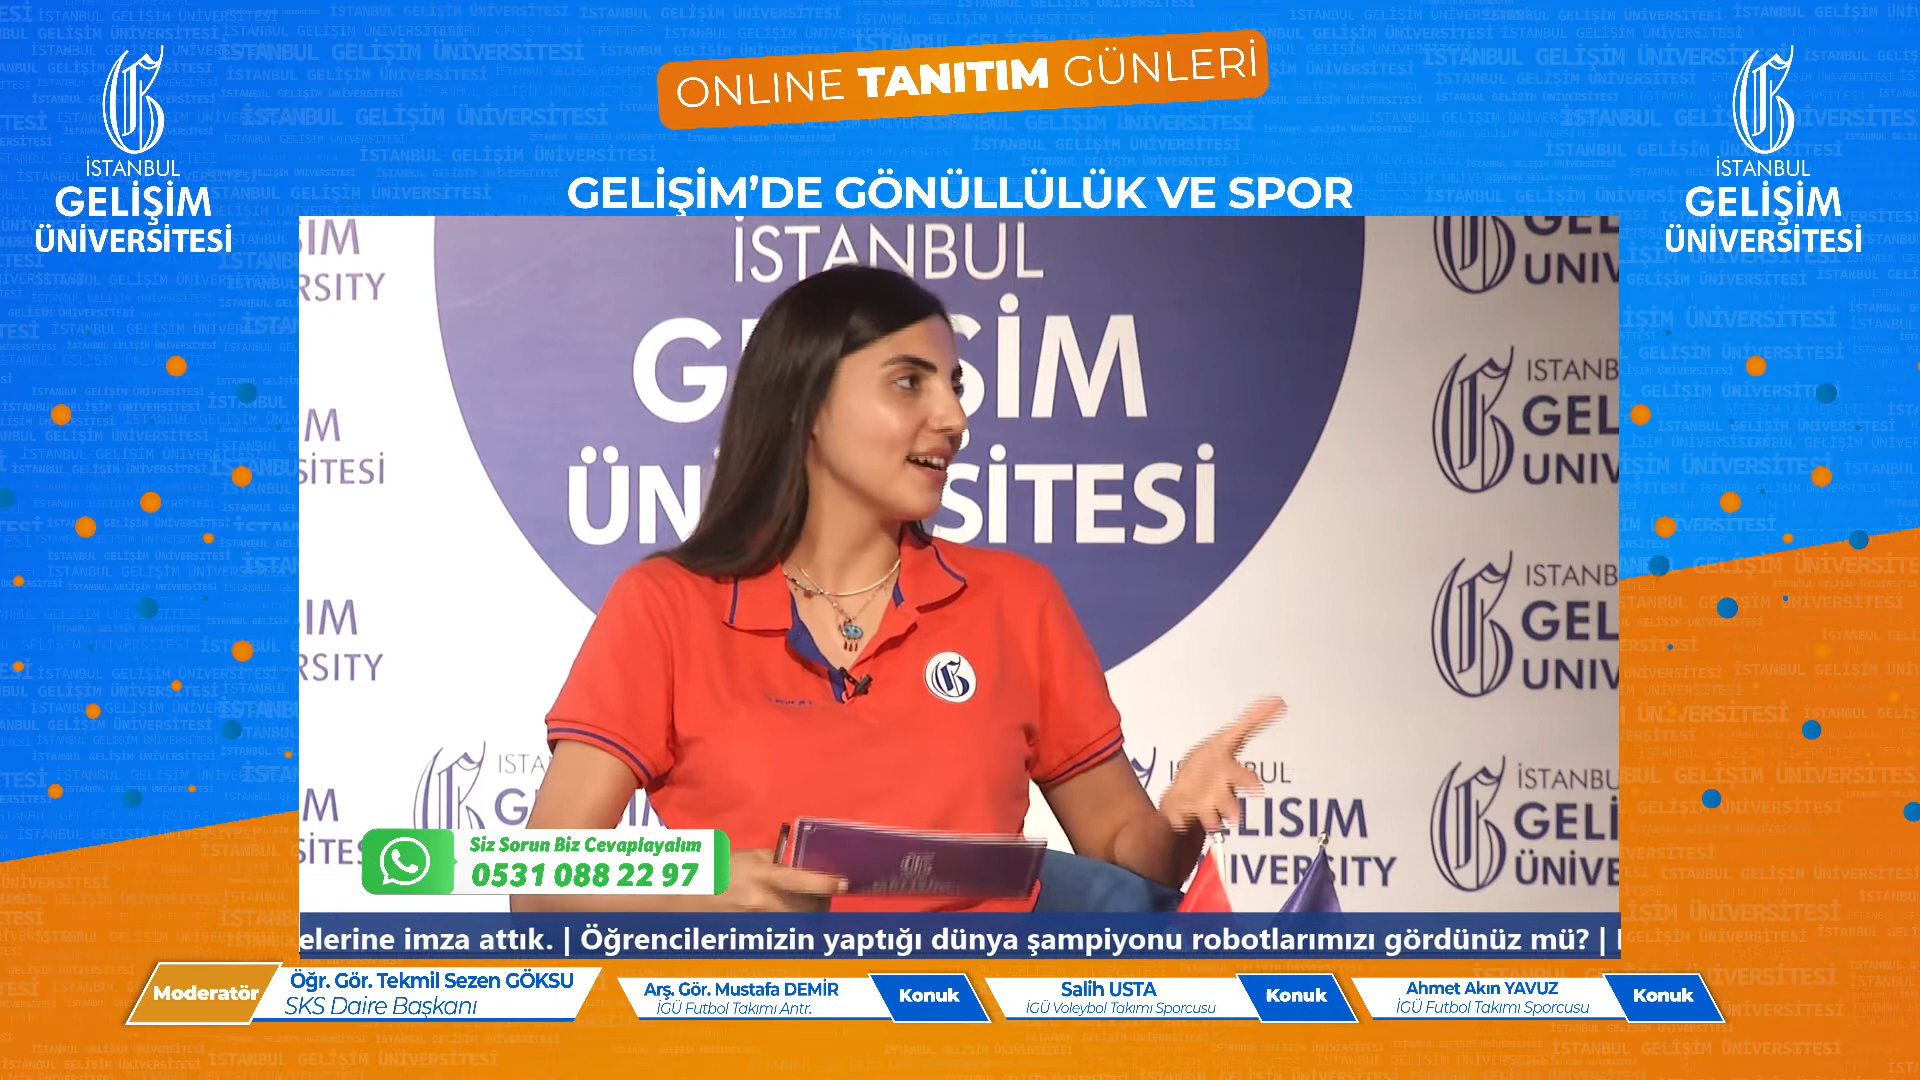 ONLINE TANITIM GÜNLERİ
İSTANBUL
GELİŞİM
ÜNİVERSİTESİ
İSTANBUL
GELİŞİM
ÜNİVERSİTESİ
GELİŞİM'DE GÖNÜLLÜLÜK VE SPOR
İSTANBUL
ISTANBUL
GELISIM
UNIVERSITY
Siz Sorun Biz Cevaplayalım
0531 088 22 97
elerine imza attık. | Öğrencilerimizin yaptığı dünya şampiyonu robotlarımızı gördünüz mü? |
Moderatör
Öğr. Gör. Tekmil Sezen GÖKSU
SKS Daire Başkanı
Arş. Gör. Mustafa DEMİR
İGÜ Futbol Takımı Antr.
Konuk
Salih USTA
İGÜ Voleybol Takımı Sporcusu
Konuk
Ahmet Akın YAVUZ
İGÜ Futbol Takımı Sporcusu
Konuk